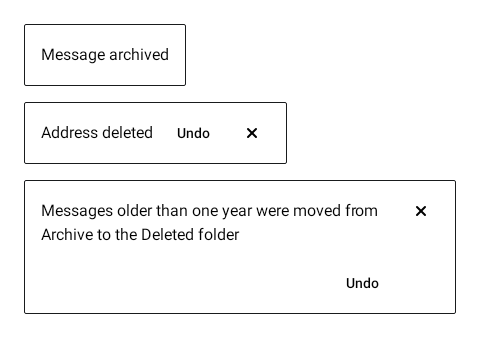 Message archived
Address deleted Undo
Messages older than one year were moved from
Archive to the Deleted folder
Undo